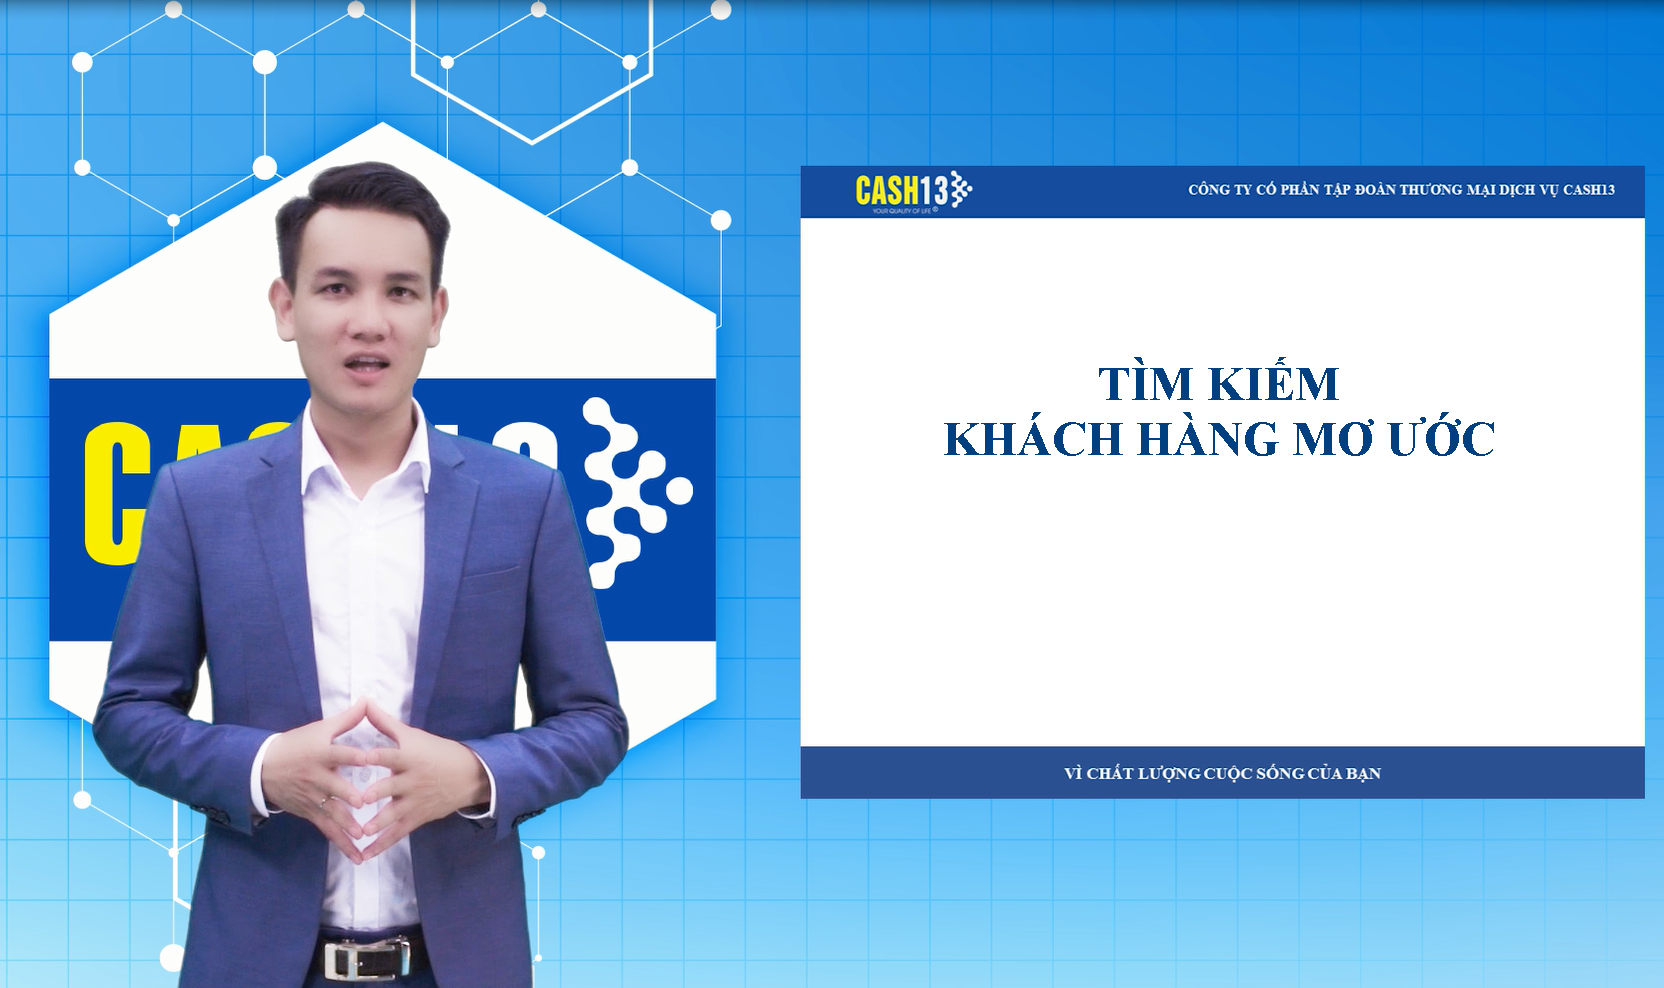 CASH13
YOUR QUALITY OF LIFE ®
CÔNG TY CỔ PHẦN TẬP ĐOÀN THƯƠNG MẠI DỊCH VỤ CASH13
TÌM KIẾM
KHÁCH HÀNG MƠ ƯỚC
VÌ CHẤT LƯỢNG CUỘC SỐNG CỦA BẠN